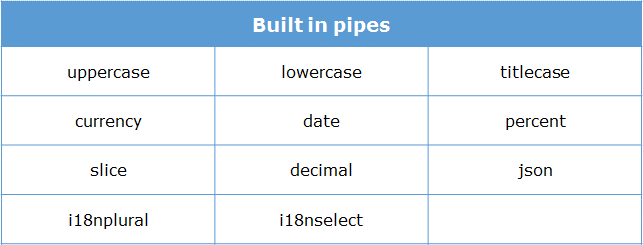 Built in pipes
uppercase lowercase titlecase
currency date percent
slice decimal json
i18nplural i18nselect